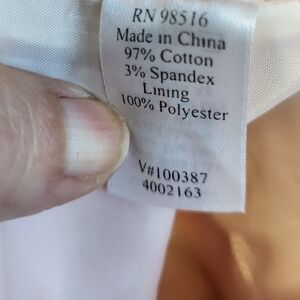 RN 98516
Made in China
97% Cotton
3% Spandex
Lining
100% Polyester
V#100387
4002163